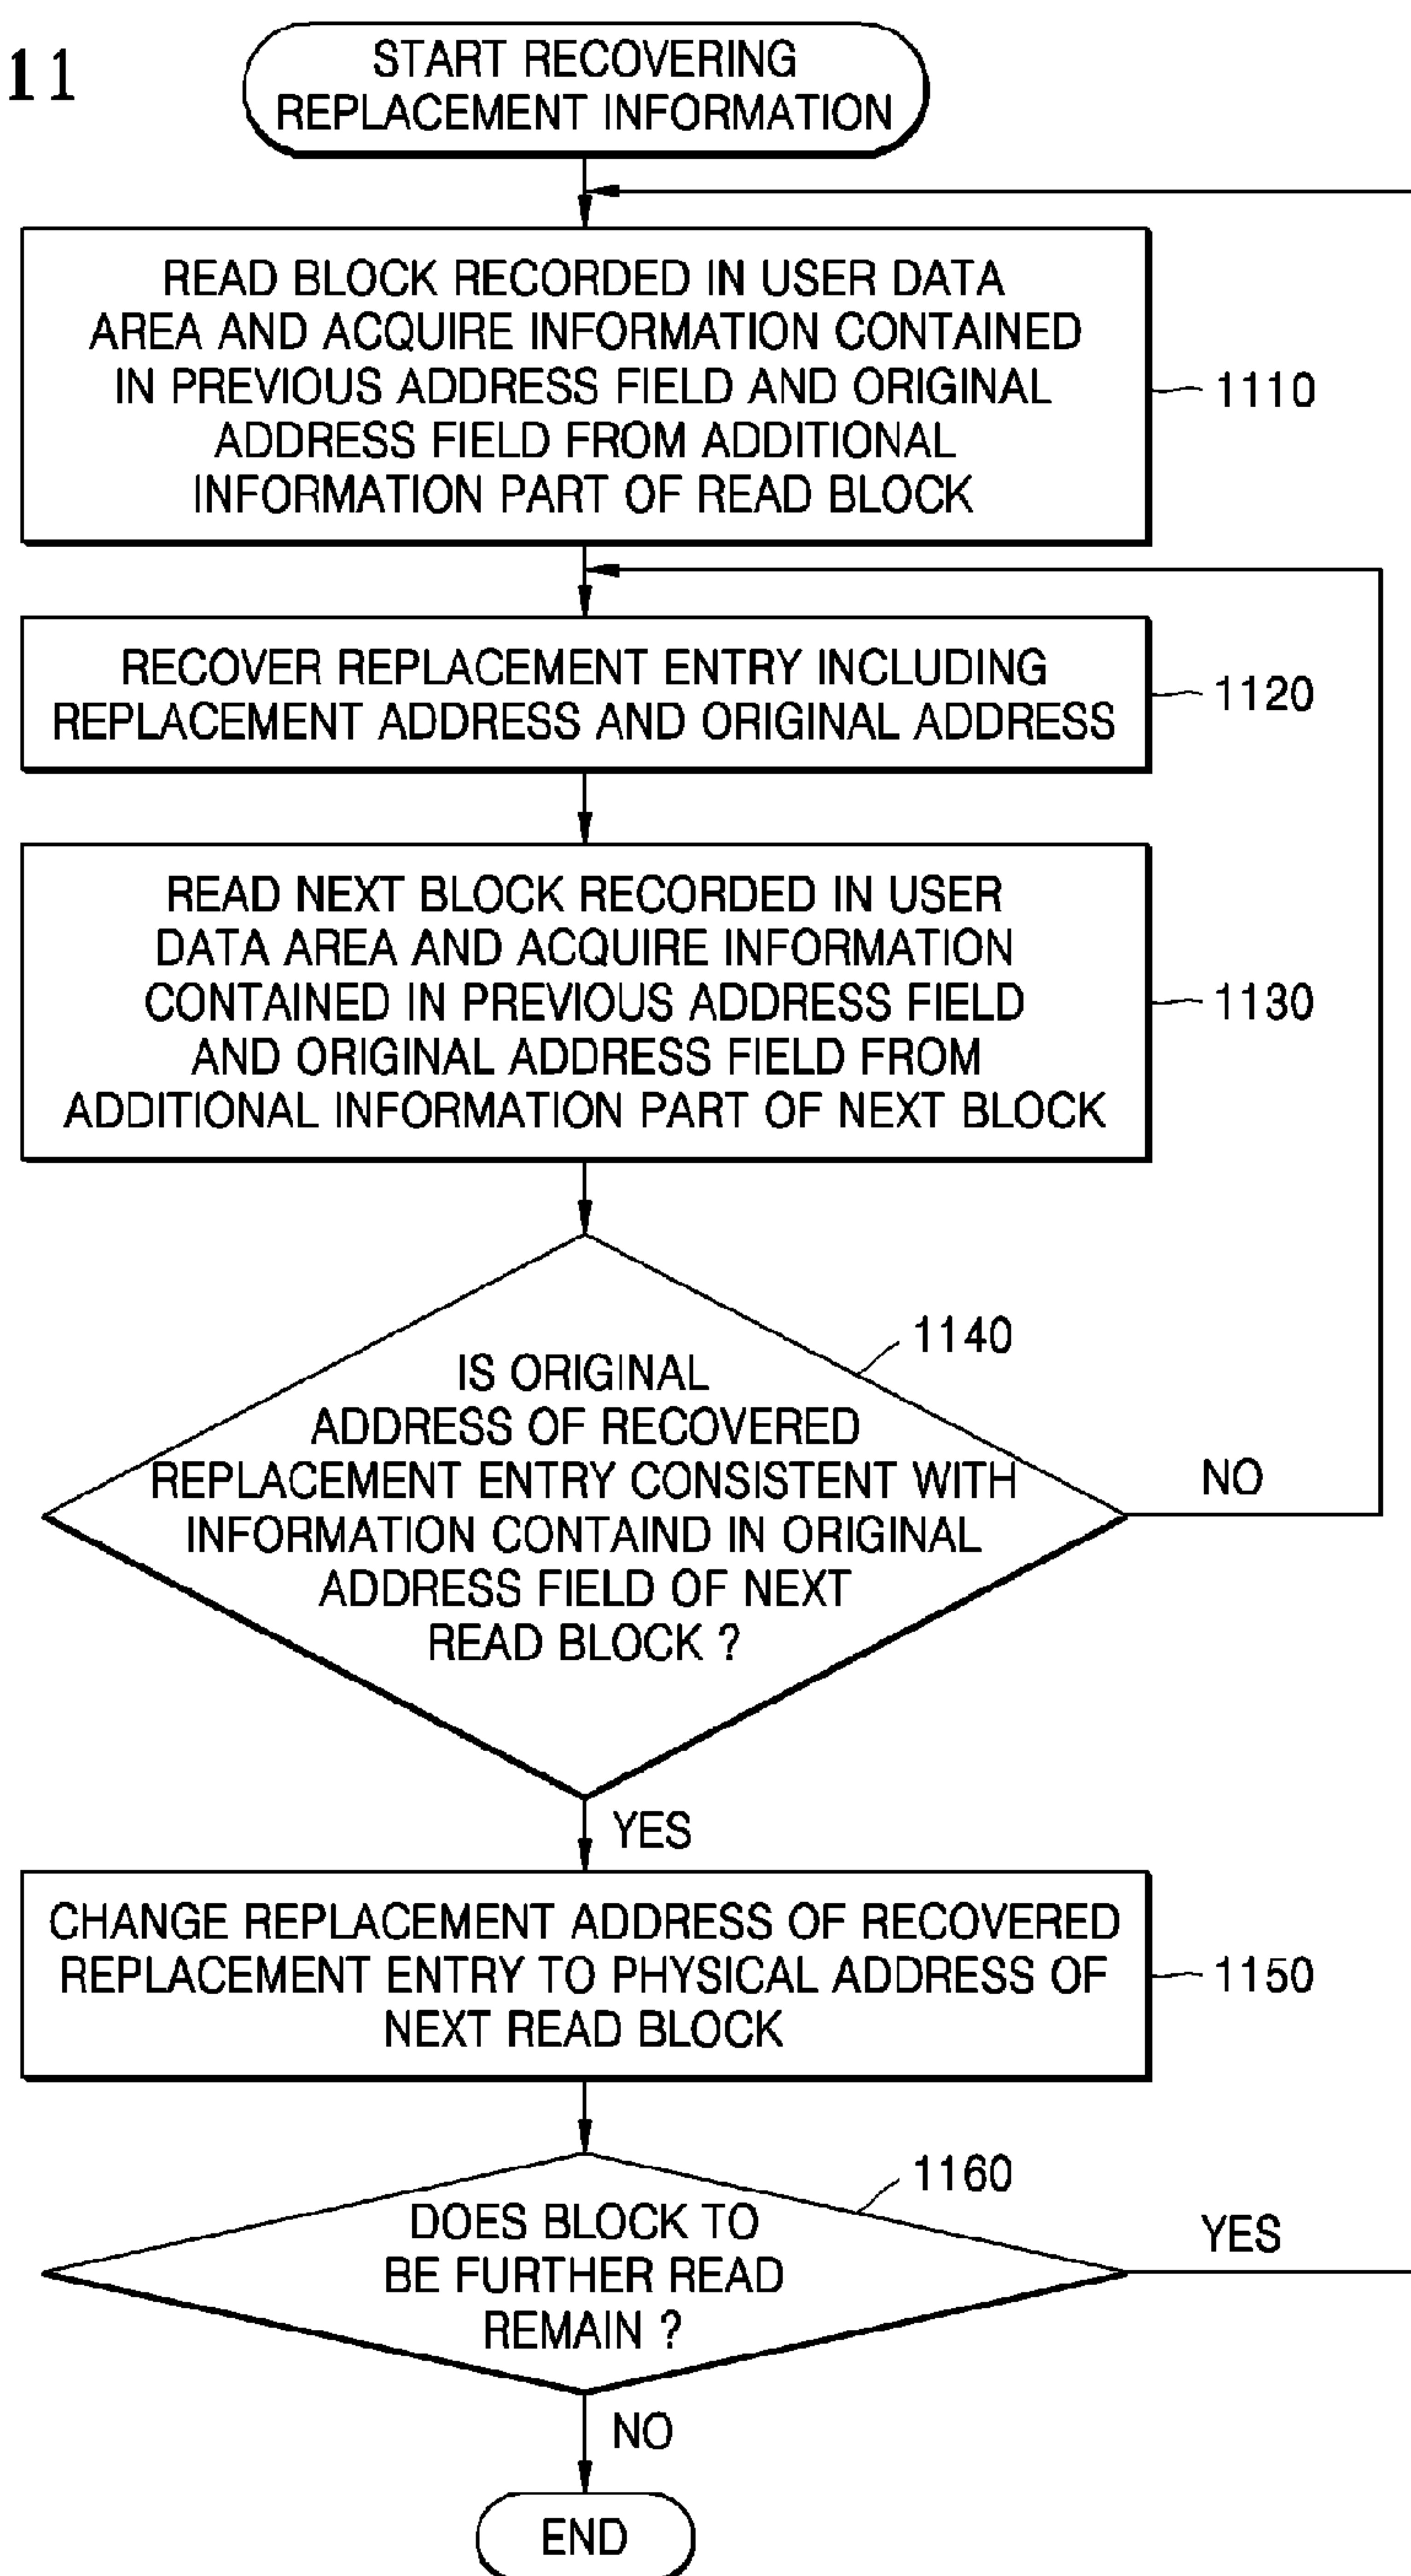 11
START RECOVERING
REPLACEMENT INFORMATION
READ BLOCK RECORDED IN USER DATA
AREA AND ACQUIRE INFORMATION CONTAINED
IN PREVIOUS ADDRESS FIELD AND ORIGINAL
ADDRESS FIELD FROM ADDITIONAL
INFORMATION PART OF READ BLOCK
1110
RECOVER REPLACEMENT ENTRY INCLUDING
REPLACEMENT ADDRESS AND ORIGINAL ADDRESS
1120
READ NEXT BLOCK RECORDED IN USER
DATA AREA AND ACQUIRE INFORMATION
CONTAINED IN PREVIOUS ADDRESS FIELD
AND ORIGINAL ADDRESS FIELD FROM
ADDITIONAL INFORMATION PART OF NEXT BLOCK
1130
1140
IS ORIGINAL
ADDRESS OF RECOVERED
REPLACEMENT ENTRY CONSISTENT WITH
INFORMATION CONTAIND IN ORIGINAL
ADDRESS FIELD OF NEXT
READ BLOCK ?
NO
YES
CHANGE REPLACEMENT ADDRESS OF RECOVERED
REPLACEMENT ENTRY TO PHYSICAL ADDRESS OF
NEXT READ BLOCK
1150
1160
DOES BLOCK TO
BE FURTHER READ
REMAIN ?
YES
NO
END